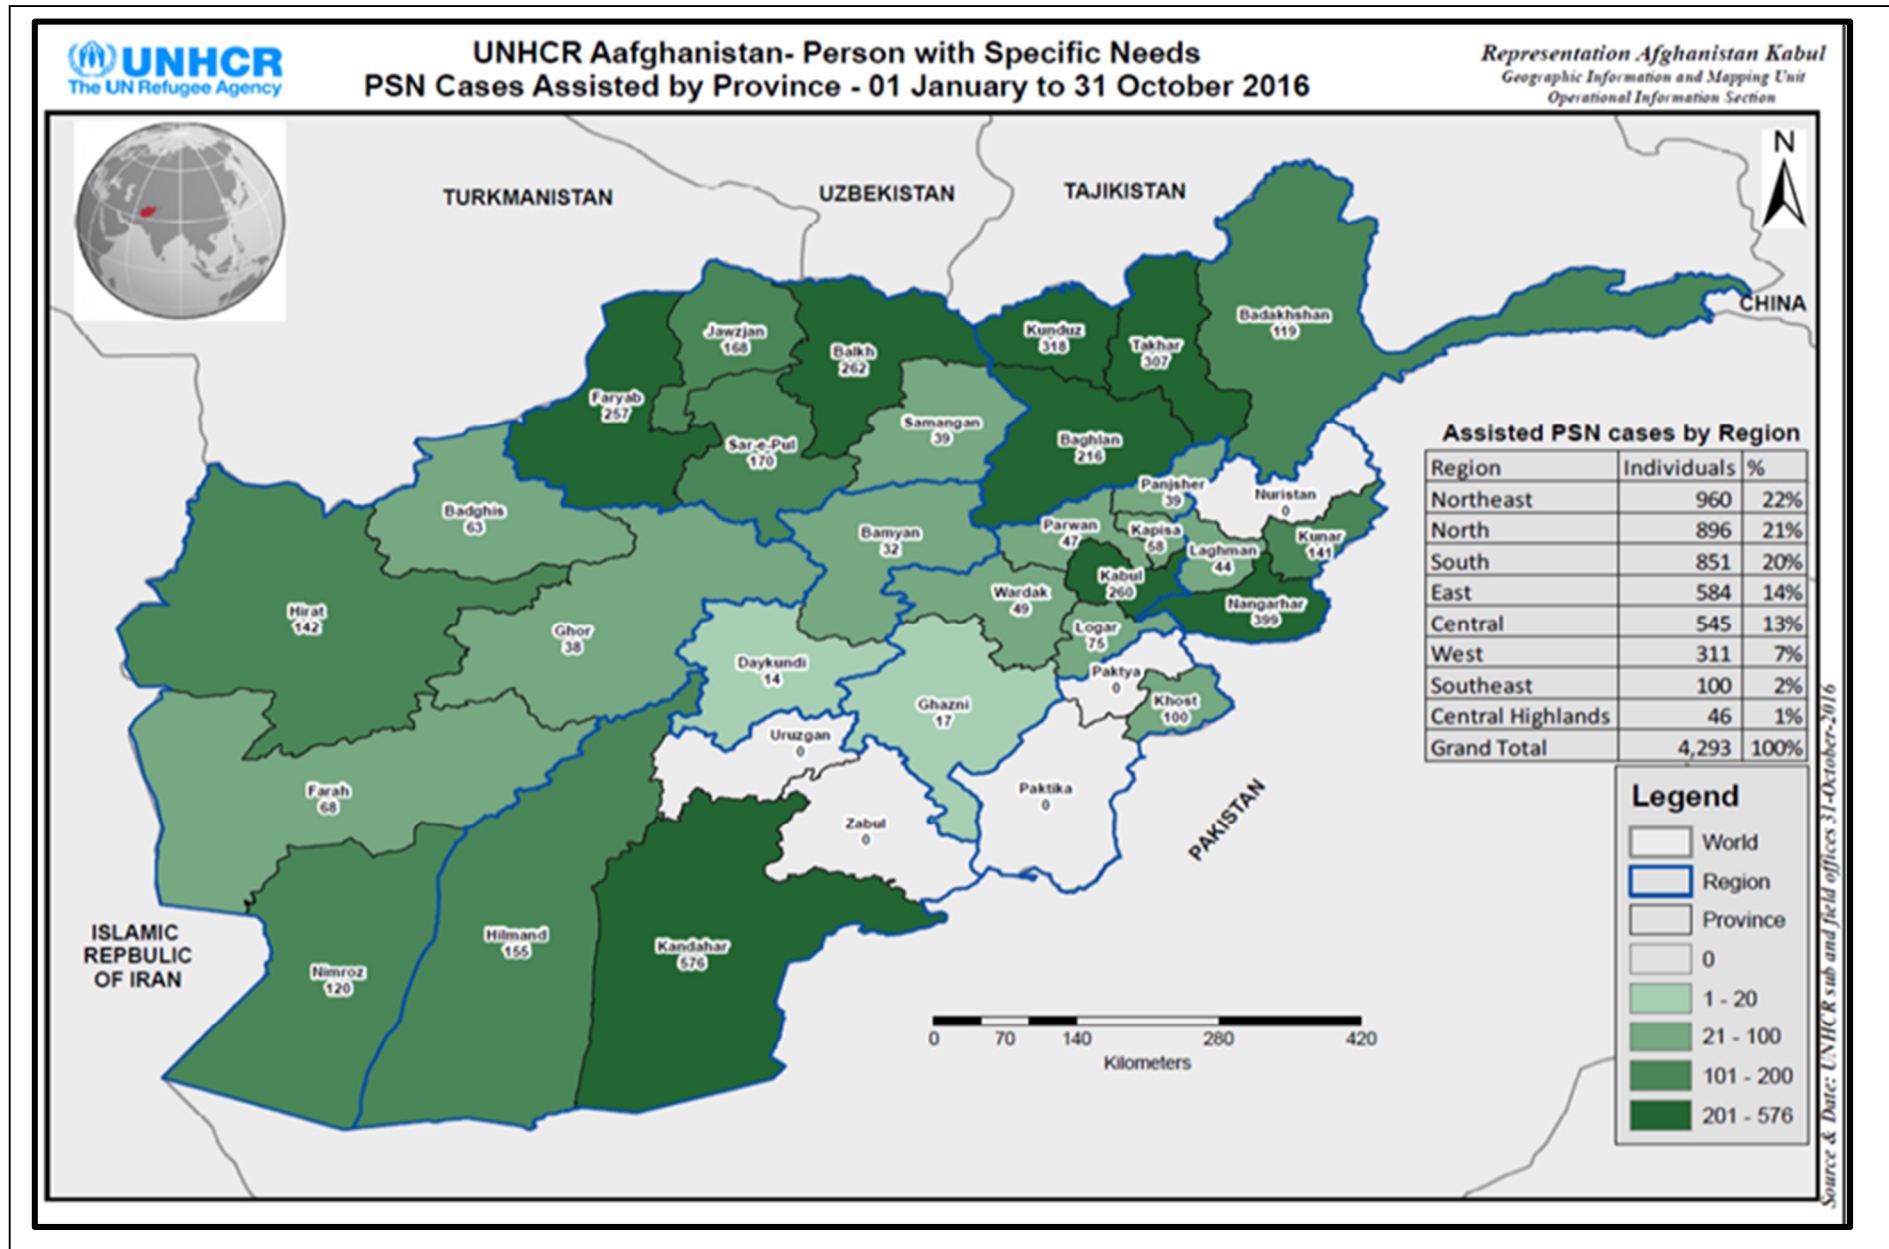 UNHCR
The UN Refugee Agency
UNHCR Aafghanistan- Person with Specific Needs
PSN Cases Assisted by Province - 01 January to 31 October 2016
Representation Afghanistan Kabul
Geographic Information and Mapping Unit
Operational Information Section
N
TURKMANISTAN
UZBEKISTAN
TAJIKISTAN
CHINA
PAKISTAN
ISLAMIC
REPBULIC
OF IRAN
Jawzjan
168
Balkh
262
Kunduz
318
Takhar
307
Badakhshan
119
Faryab
257
Sar-e-Pul
170
Samangan
39
Baghlan
216
Badghis
63
Bamyan
32
Parwan
47
Panjsher
39
Kapisa
58
Nuristan
0
Laghman
44
Kunar
141
Kabul
260
Nangarhar
399
Wardak
49
Logar
75
Hirat
142
Ghor
38
Daykundi
14
Ghazni
17
Paktya
0
Khost
100
Uruzgan
0
Paktika
0
Zabul
0
Farah
68
Hilmand
155
Kandahar
576
Nimroz
120
Assisted PSN cases by Region
Region Individuals %
Northeast 960 22%
North 896 21%
South 851 20%
East 584 14%
Central 545 13%
West 311 7%
Southeast 100 2%
Central Highlands 46 1%
Grand Total 4,293 100%
Legend
World
Region
Province
0
1 - 20
21 - 100
101 - 200
201 - 576
0 70 140 280 420
Kilometers
Source & Date: UNHCR sub and field offices 31-October-2016